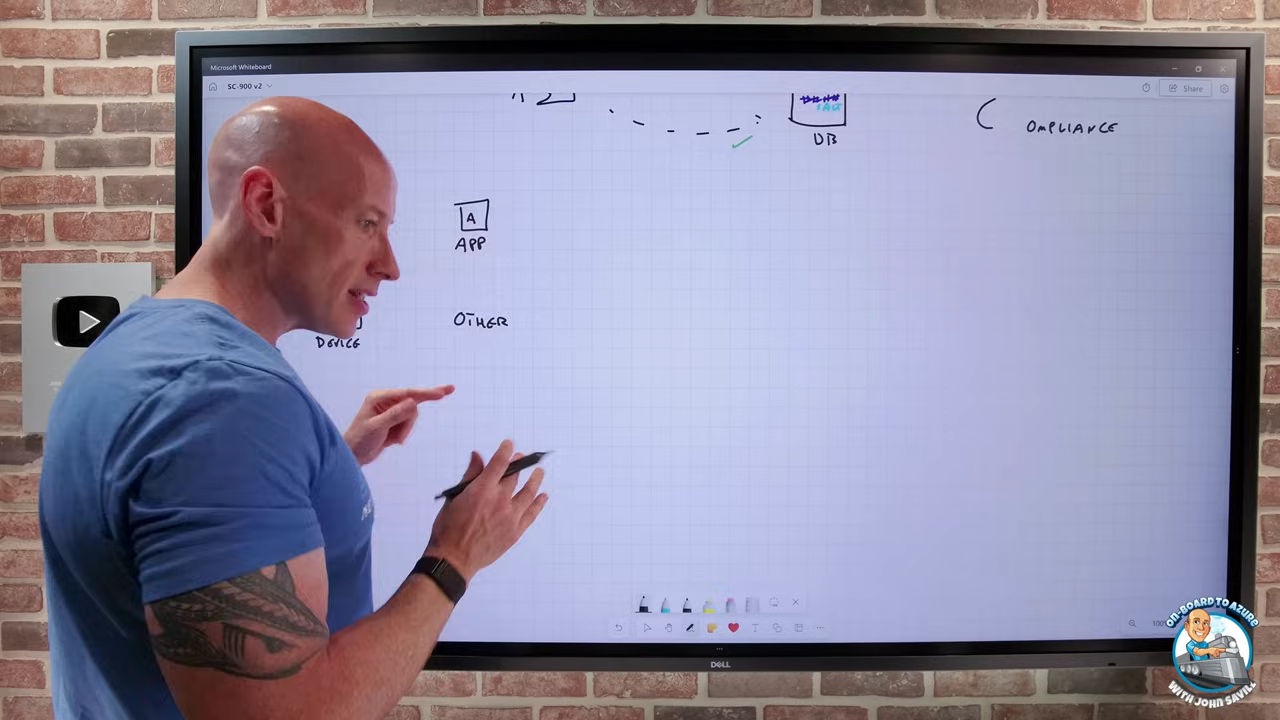 Microsoft Whiteboard
SC-900 v2
Share
SALT
DB
C OMPLIANCE
A
APP
OTHER
DEVICE
DELL
ON-BOARD TO AZURE
WITH JOHN SAVILL